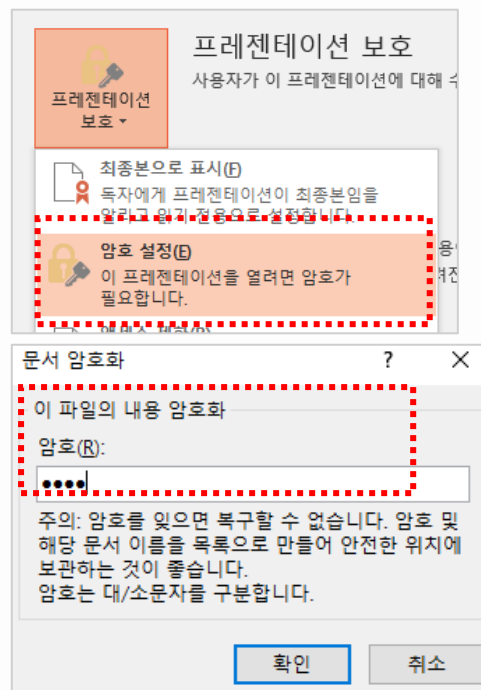 프레젠테이션 보호
사용자가 이 프레젠테이션에 대해
프레젠테이션
보호
최종본으로 표시(F)
독자에게 프레젠테이션이 최종본임을
알리고 읽기 전용으로 설정합니다.
암호 설정(E)
이 프레젠테이션을 열려면 암호가
필요합니다.
문서 암호화 ? ×
이 파일의 내용 암호화
암호(R):
••••
주의: 암호를 잊으면 복구할 수 없습니다. 암호 및
해당 문서 이름을 목록으로 만들어 안전한 위치에
보관하는 것이 좋습니다.
암호는 대/소문자를 구분합니다.
확인 취소